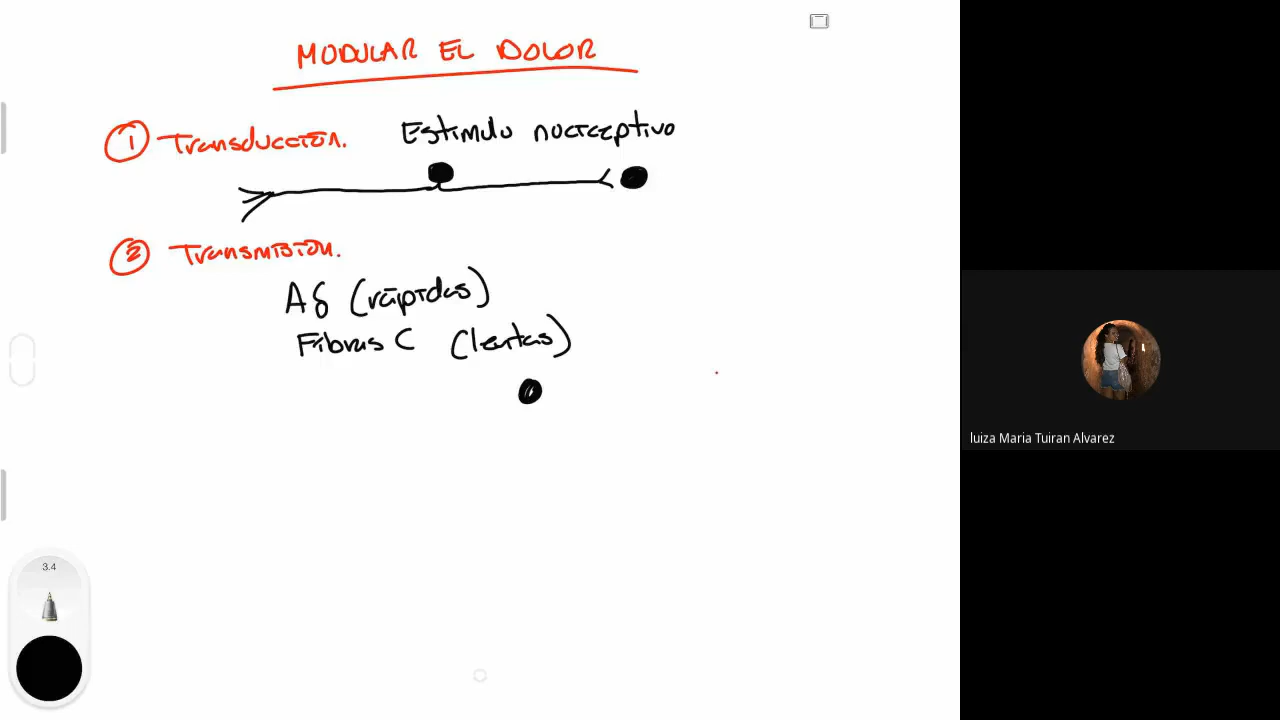 MODULAR EL DOLOR
1 Transducción.
Estimulo nociceptivo
2 Transmisión.
Aδ (rápidas)
Fibras C (lentas)
luiza Maria Tuiran Alvarez
3.4